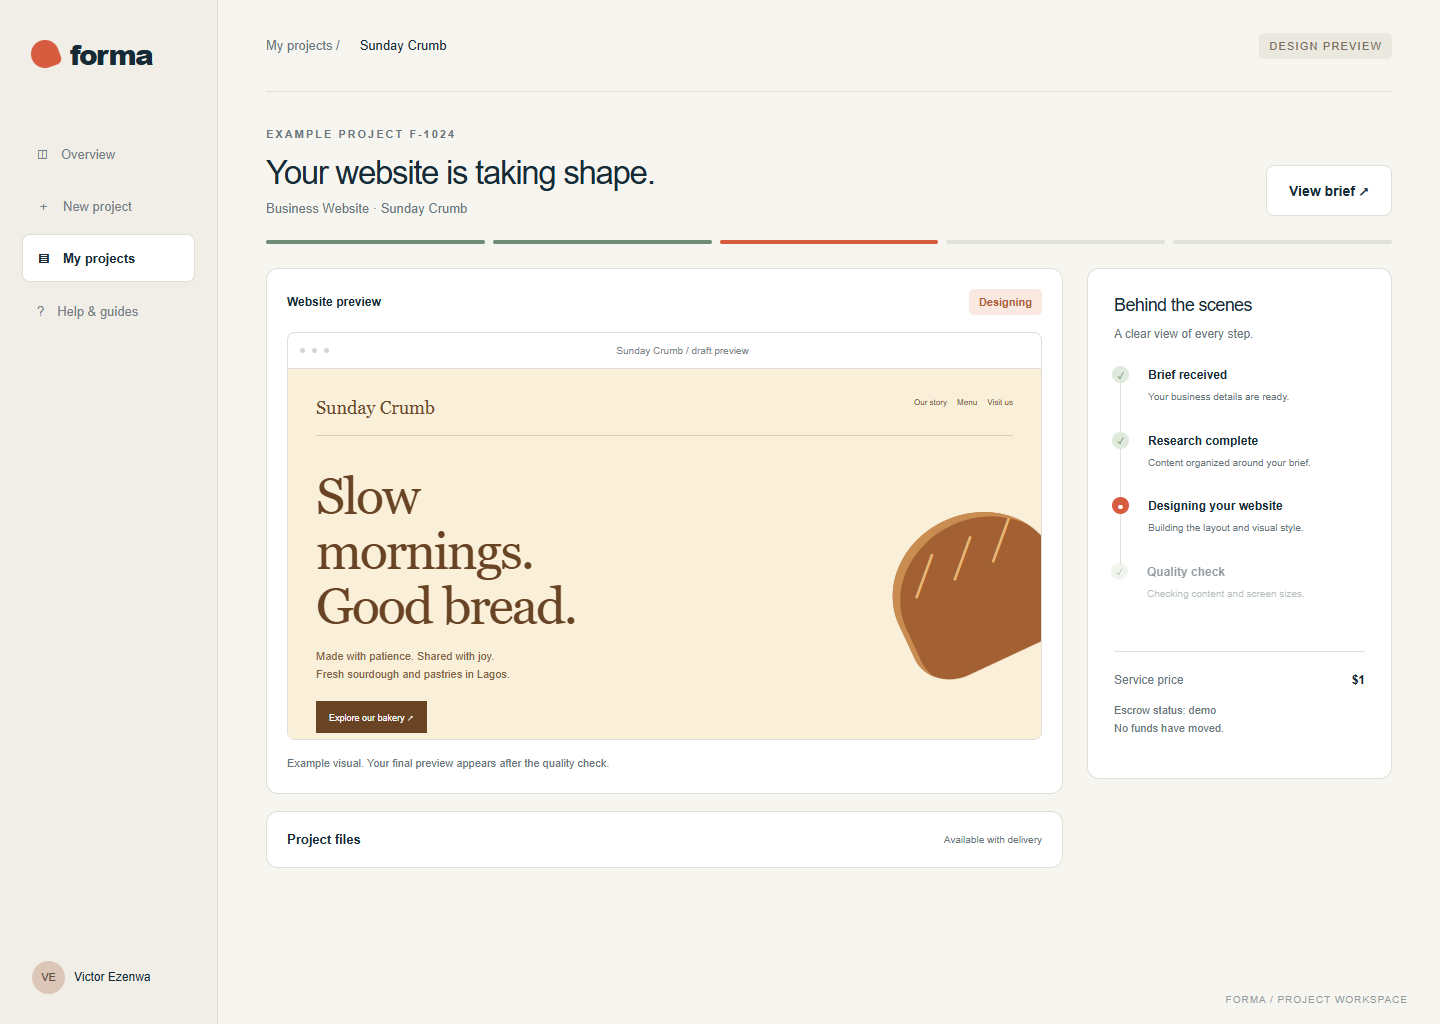 forma
Overview
+ New project
My projects
? Help & guides
VE Victor Ezenwa
My projects / Sunday Crumb
DESIGN PREVIEW
EXAMPLE PROJECT F-1024
Your website is taking shape.
Business Website · Sunday Crumb
View brief ↗
Website preview
Designing
Sunday Crumb / draft preview
Sunday Crumb
Our story Menu Visit us
Slow
mornings.
Good bread.
Made with patience. Shared with joy.
Fresh sourdough and pastries in Lagos.
Explore our bakery ↗
Example visual. Your final preview appears after the quality check.
Project files
Available with delivery
Behind the scenes
A clear view of every step.
✓ Brief received
Your business details are ready.
✓ Research complete
Content organized around your brief.
Designing your website
Building the layout and visual style.
✓ Quality check
Checking content and screen sizes.
Service price $1
Escrow status: demo
No funds have moved.
FORMA / PROJECT WORKSPACE